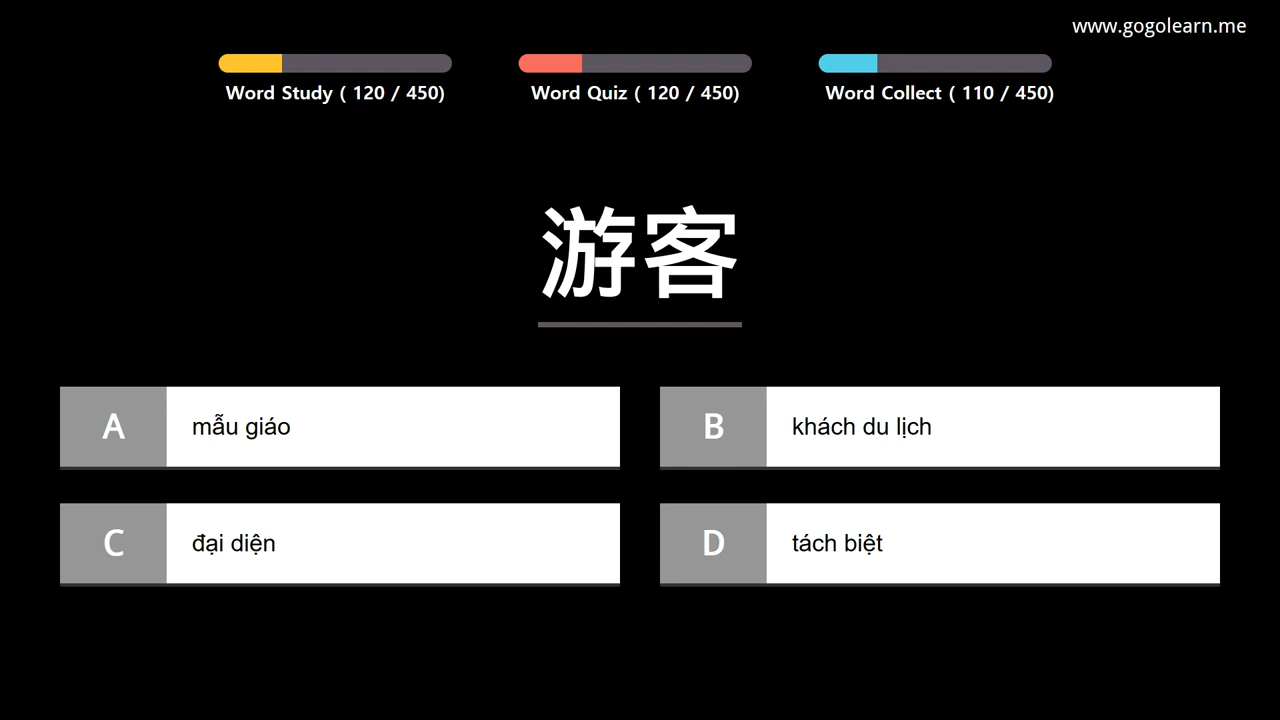 www.gogolearn.me
Word Study ( 120 / 450)
Word Quiz ( 120 / 450)
Word Collect ( 110 / 450)
游客
A mẫu giáo
B khách du lịch
C đại diện
D tách biệt